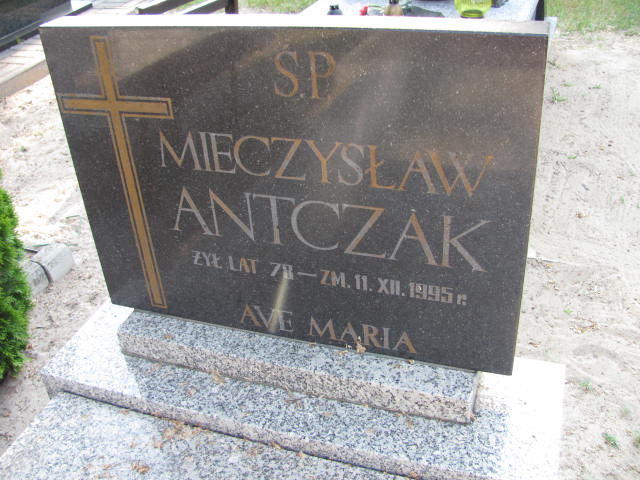 Ś.P.
MIECZYSŁAW
ANTCZAK
ŻYŁ LAT 78 – ZM. 11. XII. 1995 r.
AVE MARIA